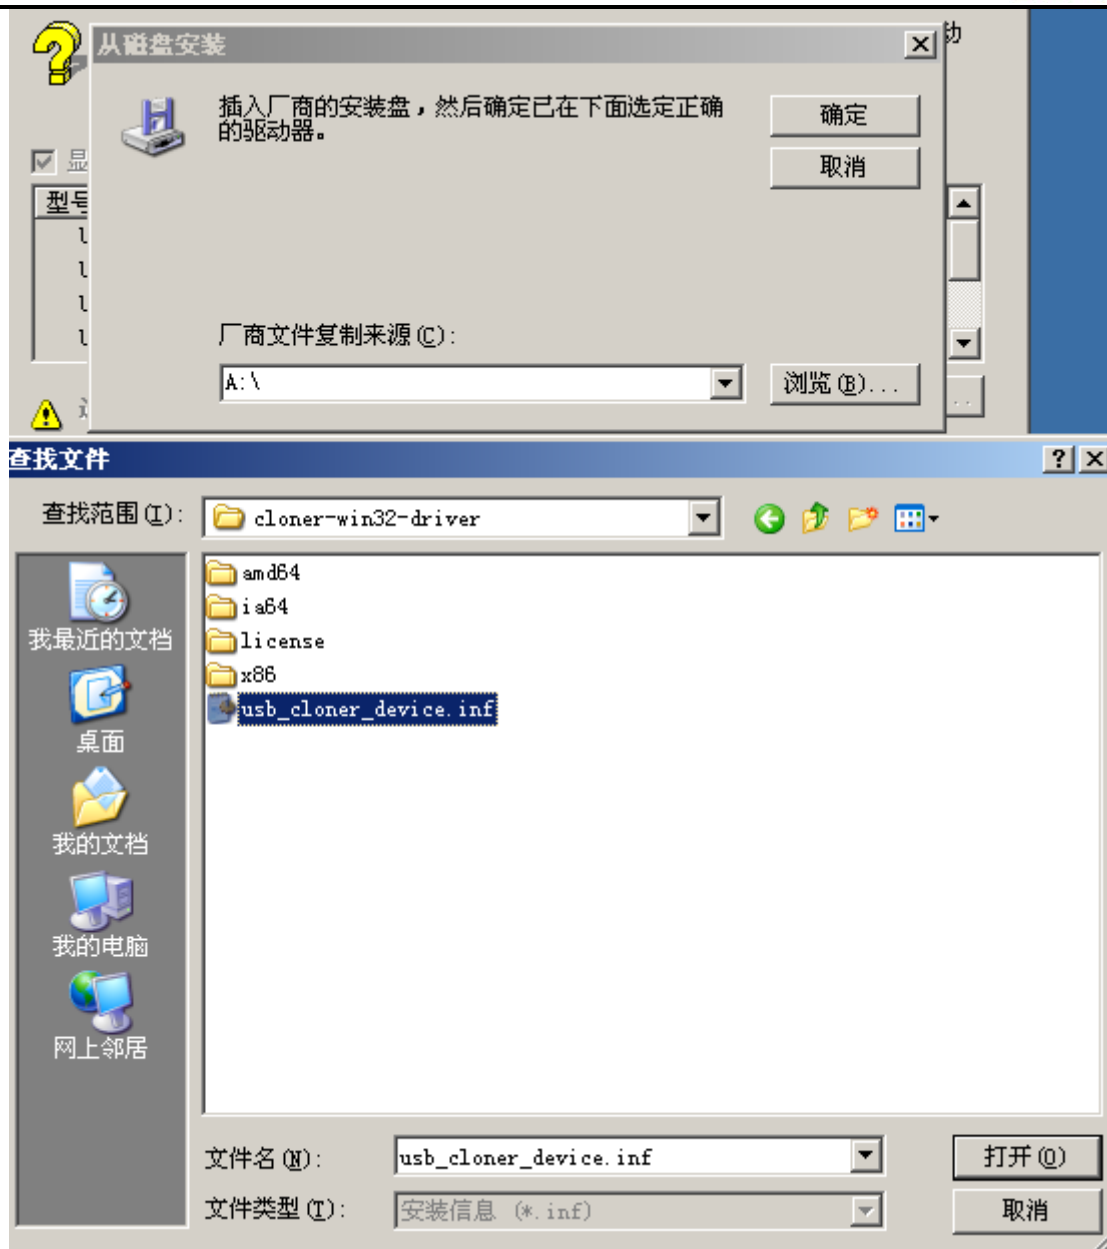 从磁盘安装
动
插入厂商的安装盘，然后确定已在下面选定正确
的驱动器。
确定
取消
显
型号
厂商文件复制来源(C):
A:\
浏览(B)...
查找文件
查找范围(I):
cloner-win32-driver
amd64
ia64
license
x86
usb_cloner_device.inf
我最近的文档
桌面
我的文档
我的电脑
网上邻居
文件名(N):
usb_cloner_device.inf
打开(O)
文件类型(T):
安装信息 (*.inf)
取消